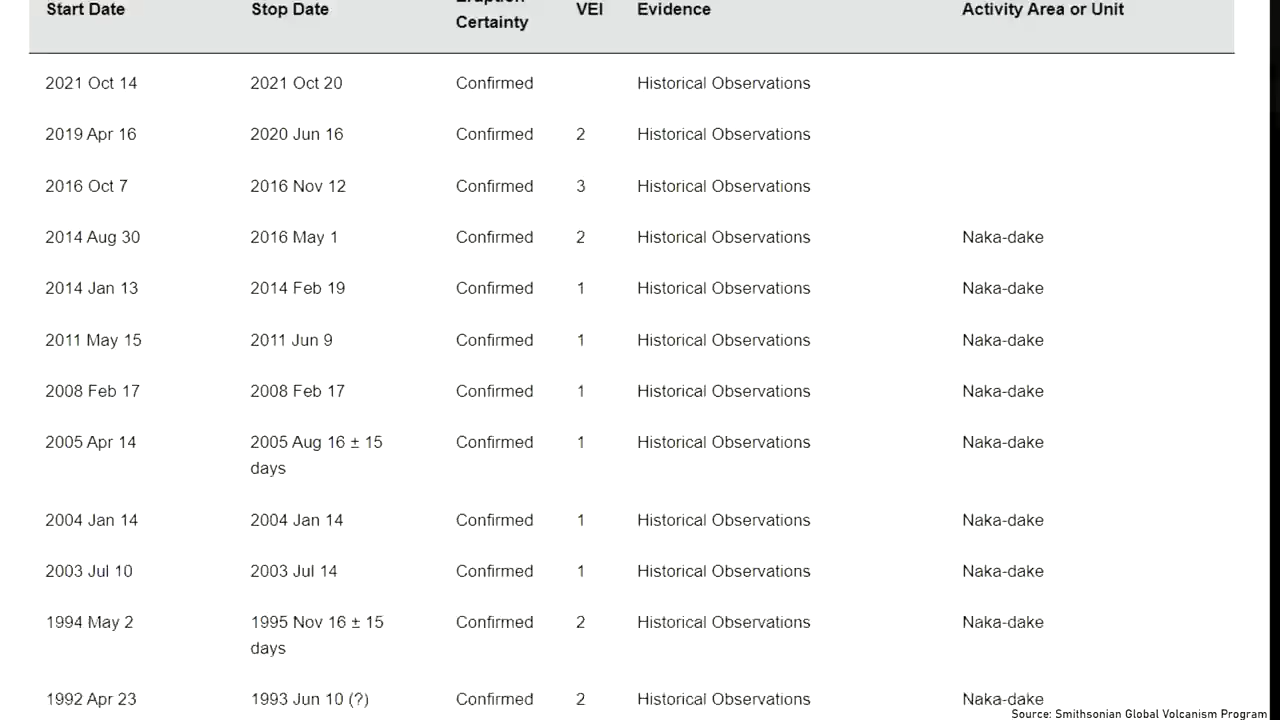 Start Date Stop Date Eruption Certainty VEI Evidence Activity Area or Unit
2021 Oct 14 2021 Oct 20 Confirmed Historical Observations
2019 Apr 16 2020 Jun 16 Confirmed 2 Historical Observations
2016 Oct 7 2016 Nov 12 Confirmed 3 Historical Observations
2014 Aug 30 2016 May 1 Confirmed 2 Historical Observations Naka-dake
2014 Jan 13 2014 Feb 19 Confirmed 1 Historical Observations Naka-dake
2011 May 15 2011 Jun 9 Confirmed 1 Historical Observations Naka-dake
2008 Feb 17 2008 Feb 17 Confirmed 1 Historical Observations Naka-dake
2005 Apr 14 2005 Aug 16 ± 15 Confirmed 1 Historical Observations Naka-dake
days
2004 Jan 14 2004 Jan 14 Confirmed 1 Historical Observations Naka-dake
2003 Jul 10 2003 Jul 14 Confirmed 1 Historical Observations Naka-dake
1994 May 2 1995 Nov 16 ± 15 Confirmed 2 Historical Observations Naka-dake
days
1992 Apr 23 1993 Jun 10 (?) Confirmed 2 Historical Observations Naka-dake
Source: Smithsonian Global Volcanism Program